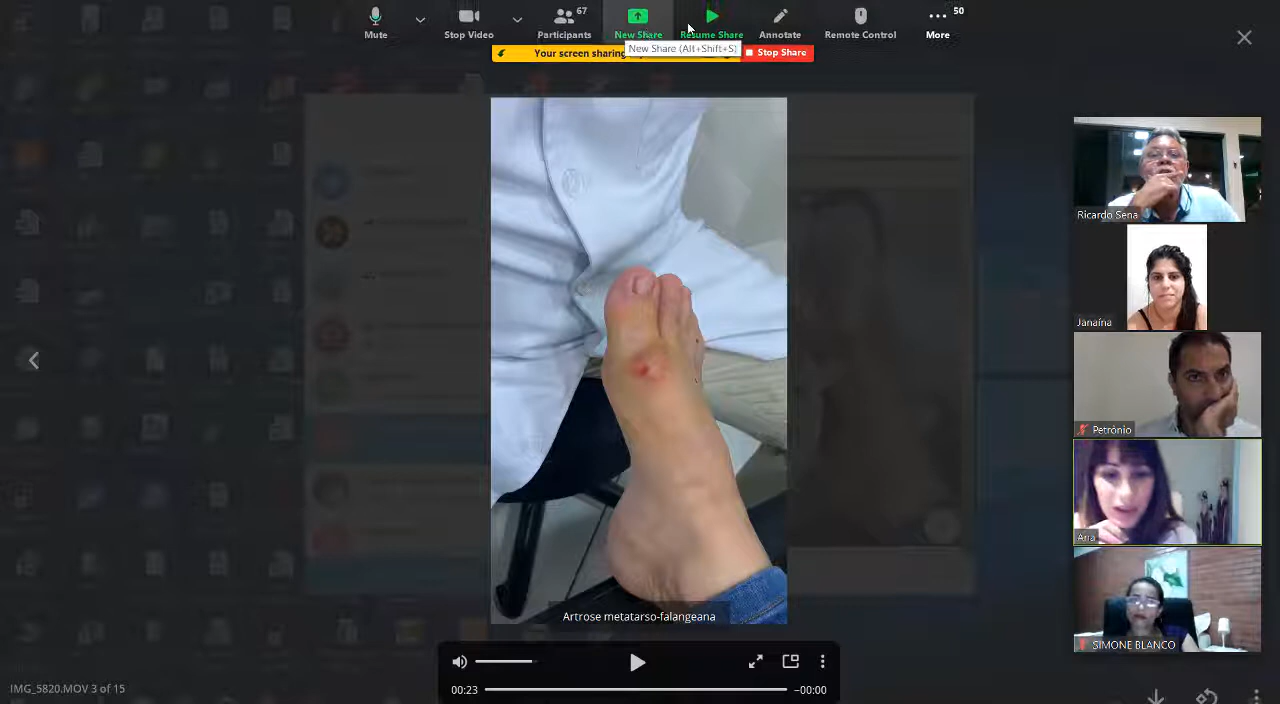 67
50
Mute
Stop Video
Participants
New Share
Resume Share
Annotate
Remote Control
More
New Share (Alt+Shift+S)
Your screen sharing
Stop Share
Ricardo Sena
Janaína
Petrônio
Ana
SIMONE BLANCO
Artrose metatarso-falangeana
00:23
−00:00
IMG_5820.MOV 3 of 15